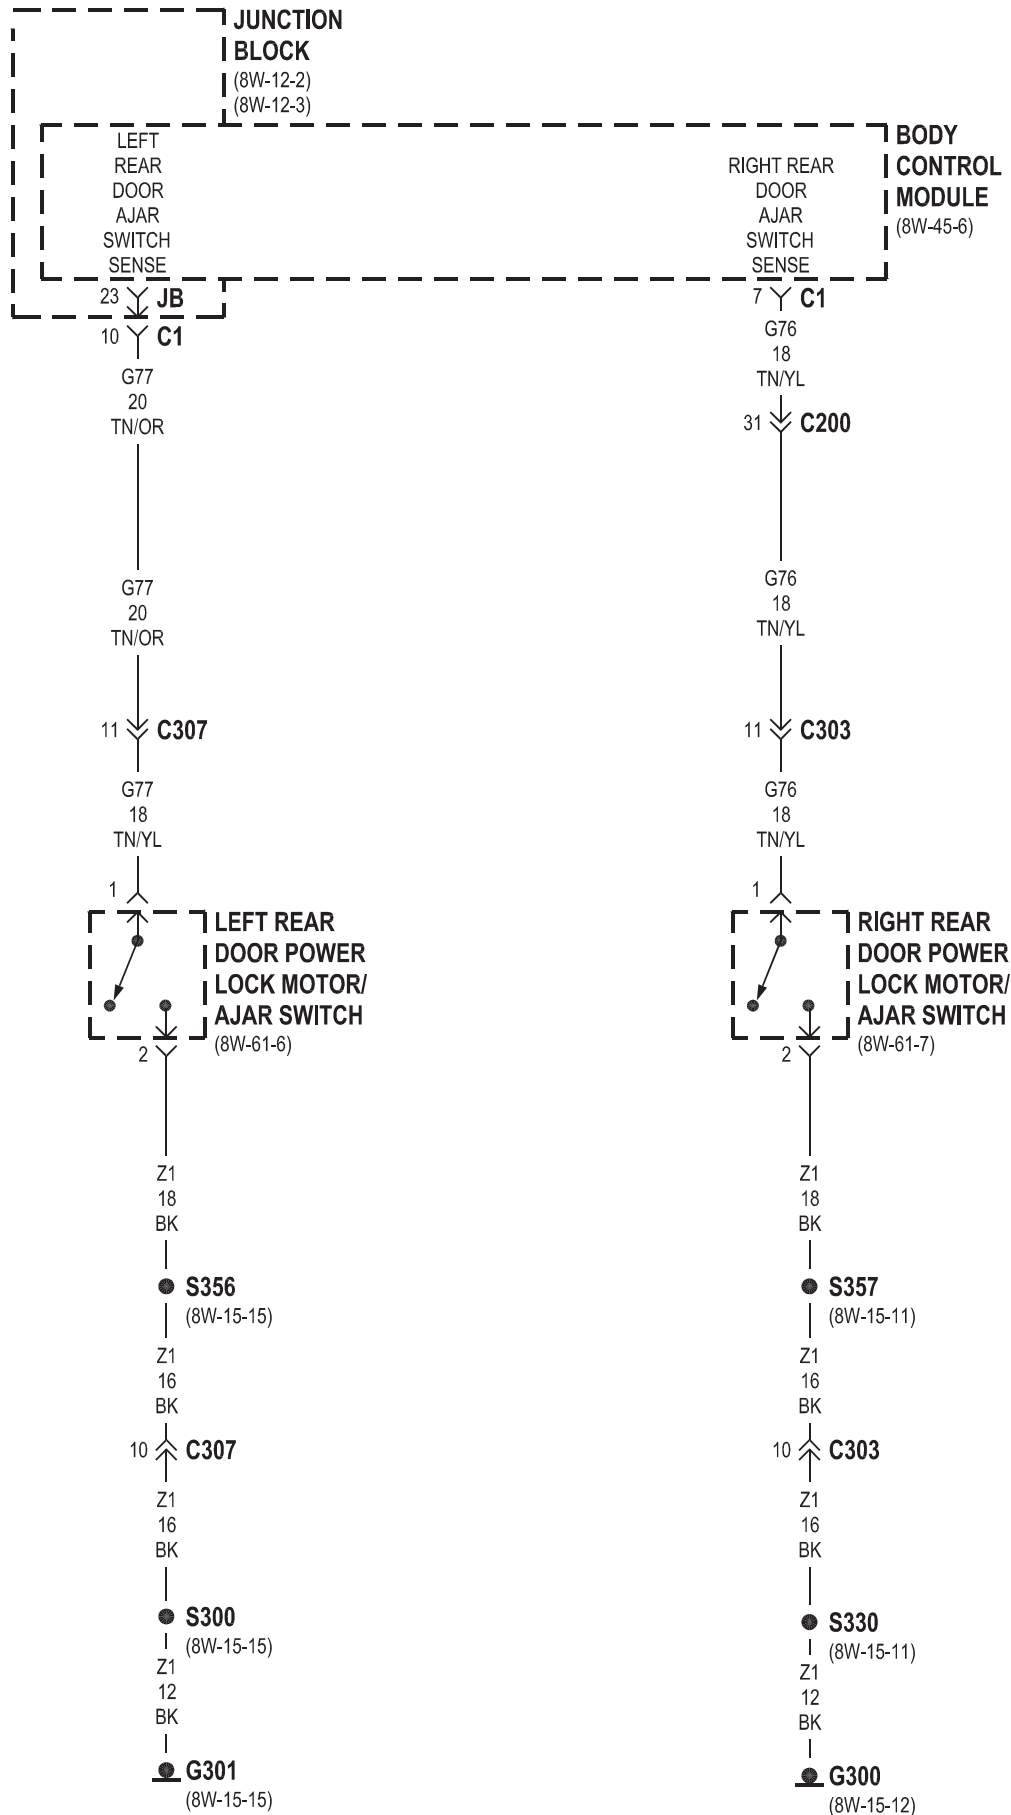 JUNCTION
BLOCK
(8W-12-2)
(8W-12-3)
LEFT
REAR
DOOR
AJAR
SWITCH
SENSE
RIGHT REAR
DOOR
AJAR
SWITCH
SENSE
BODY
CONTROL
MODULE
(8W-45-6)
23 JB
10 C1
G77
20
TN/OR
G77
20
TN/OR
11 C307
G77
18
TN/YL
1
LEFT REAR
DOOR POWER
LOCK MOTOR/
AJAR SWITCH
(8W-61-6)
2
Z1
18
BK
S356
(8W-15-15)
Z1
16
BK
10 C307
Z1
16
BK
S300
(8W-15-15)
Z1
12
BK
G301
(8W-15-15)
7 C1
G76
18
TN/YL
31 C200
G76
18
TN/YL
11 C303
G76
18
TN/YL
1
RIGHT REAR
DOOR POWER
LOCK MOTOR/
AJAR SWITCH
(8W-61-7)
2
Z1
18
BK
S357
(8W-15-11)
Z1
16
BK
10 C303
Z1
16
BK
S330
(8W-15-11)
Z1
12
BK
G300
(8W-15-12)